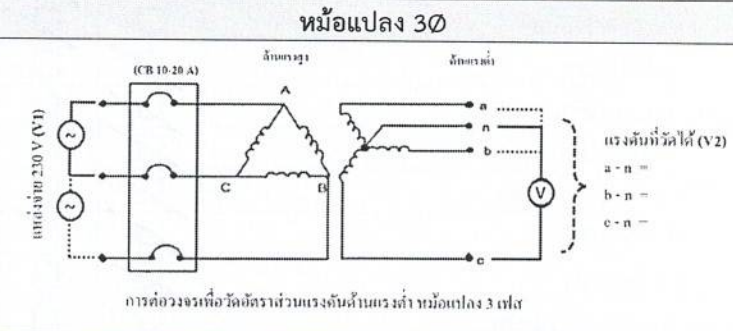 หม้อแปลง 3Ø
ด้านแรงสูง
ด้านแรงต่ำ
(CB 10-20 A)
A
a
n
b
แหล่งจ่าย 230 V (V1)
~
~
C
B
V
c
แรงดันที่วัดได้ (V2)
a - n =
b - n =
c - n =
การต่อวงจรเพื่อวัดอัตราส่วนแรงดันด้านแรงต่ำ หม้อแปลง 3 เฟส